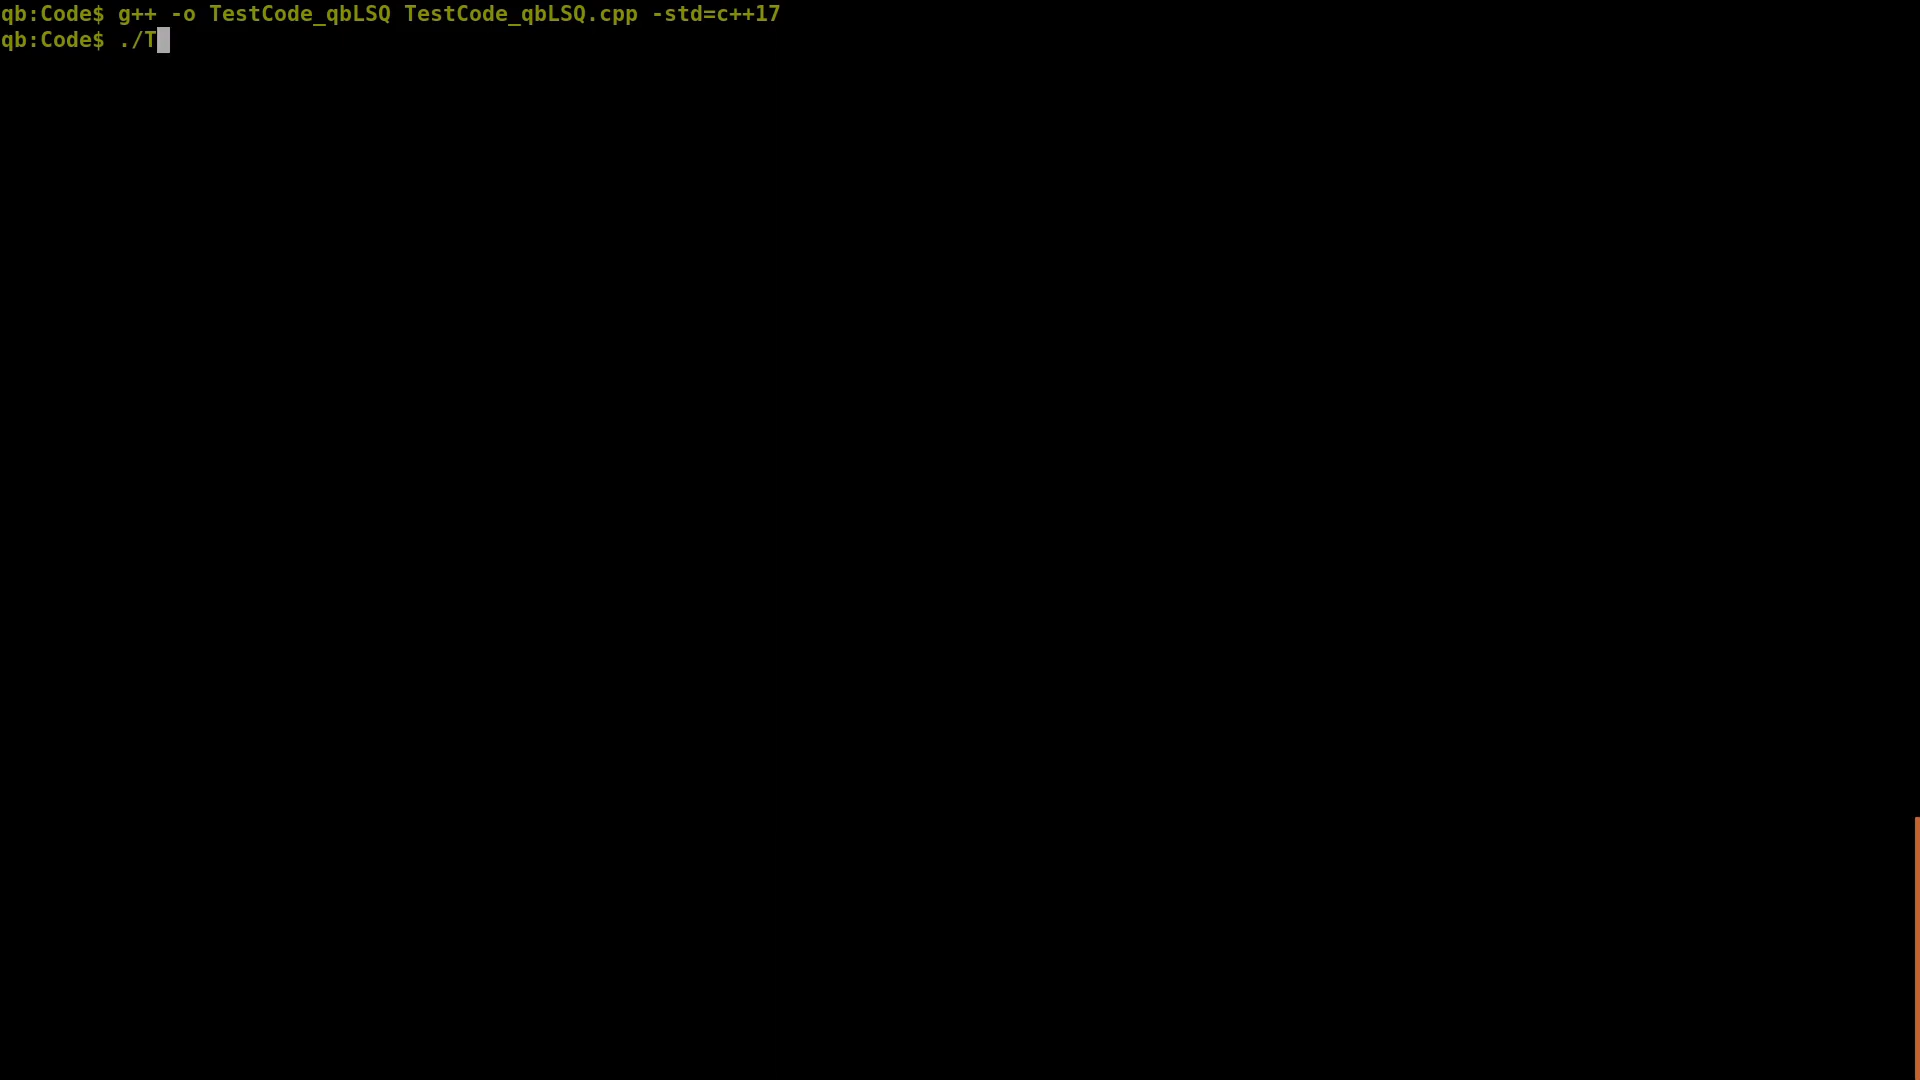 qb:Code$ g++ -o TestCode_qbLSQ TestCode_qbLSQ.cpp -std=c++17
qb:Code$ ./T